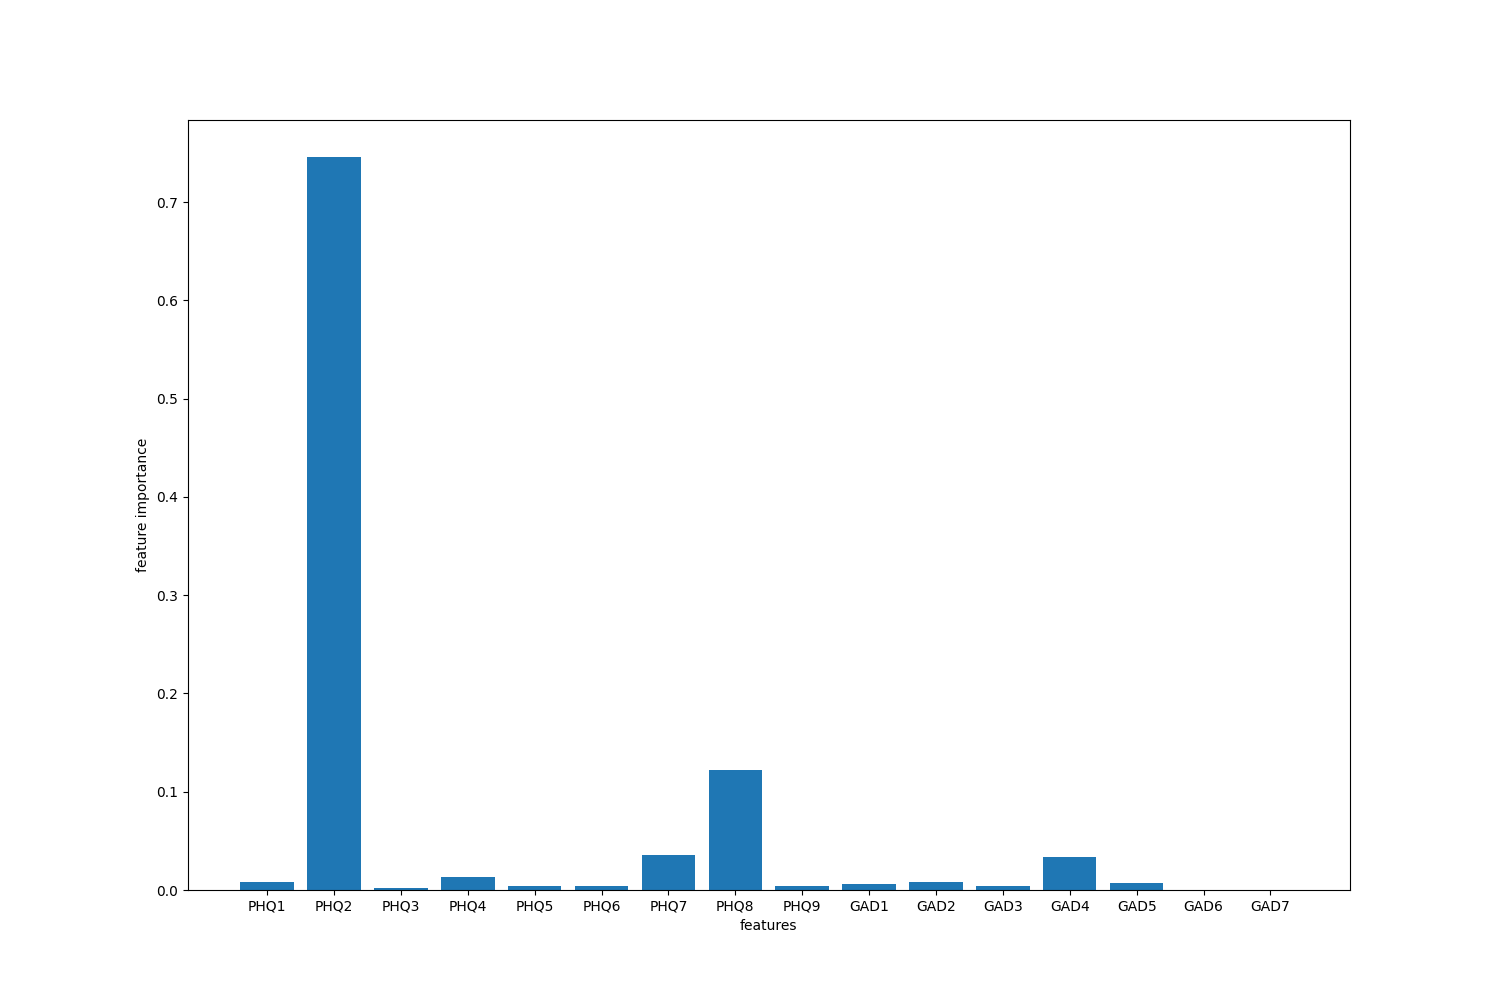 feature importance
0.7
0.6
0.5
0.4
0.3
0.2
0.1
0.0
PHQ1 PHQ2 PHQ3 PHQ4 PHQ5 PHQ6 PHQ7 PHQ8 PHQ9 GAD1 GAD2 GAD3 GAD4 GAD5 GAD6 GAD7
features